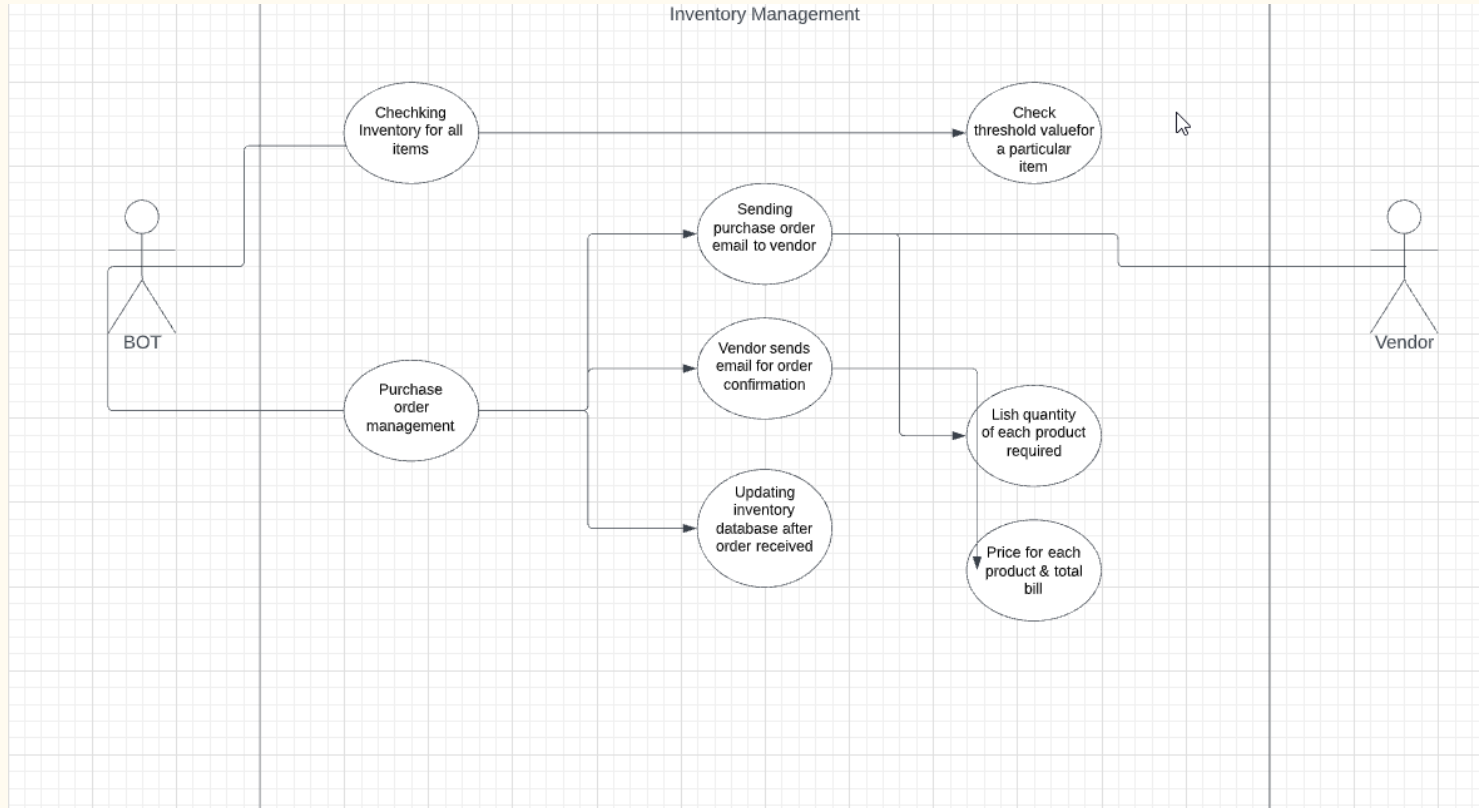 Inventory Management
Chechking
Inventory for all
items
Check
threshold valuefor
a particular
item
Sending
purchase order
email to vendor
BOT
Vendor
Vendor sends
email for order
confirmation
Purchase
order
management
Lish quantity
of each product
required
Updating
inventory
database after
order received
Price for each
product & total
bill